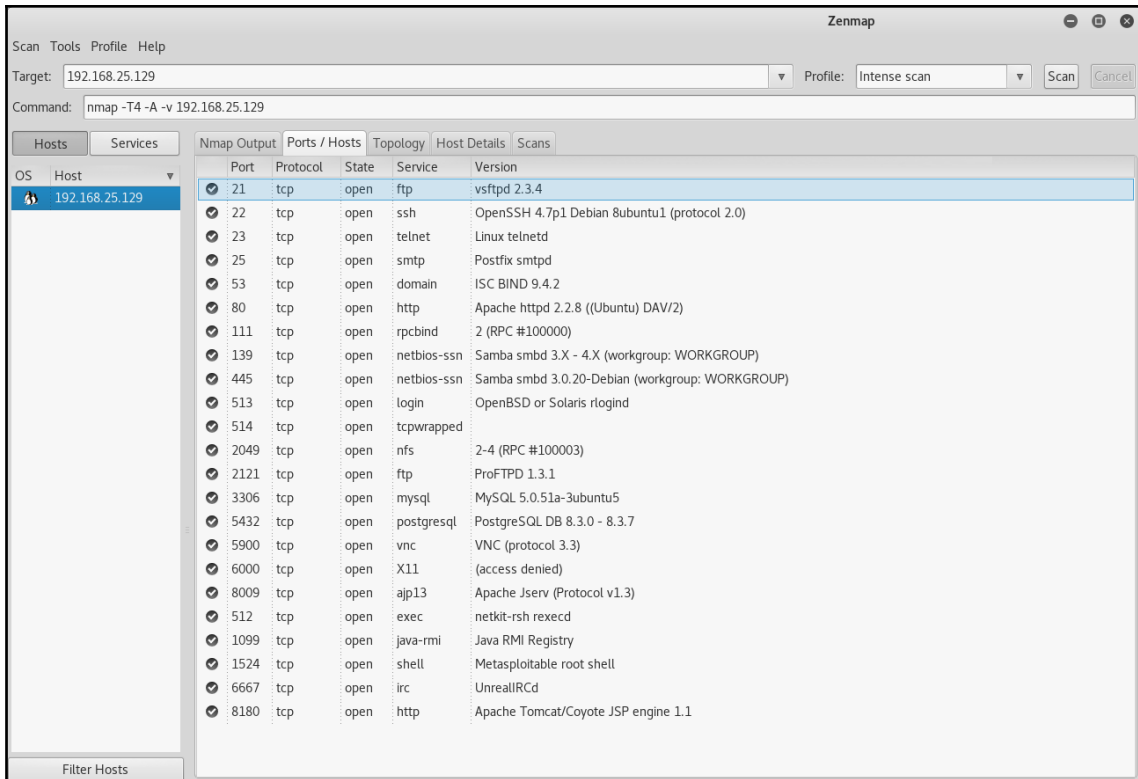 Zenmap
Scan Tools Profile Help
Target: 192.168.25.129 Profile: Intense scan Scan Cancel
Command: nmap -T4 -A -v 192.168.25.129
Hosts Services Nmap Output Ports / Hosts Topology Host Details Scans
OS Host Port Protocol State Service Version
192.168.25.129
21 tcp open ftp vsftpd 2.3.4
22 tcp open ssh OpenSSH 4.7p1 Debian 8ubuntu1 (protocol 2.0)
23 tcp open telnet Linux telnetd
25 tcp open smtp Postfix smtpd
53 tcp open domain ISC BIND 9.4.2
80 tcp open http Apache httpd 2.2.8 ((Ubuntu) DAV/2)
111 tcp open rpcbind 2 (RPC #100000)
139 tcp open netbios-ssn Samba smbd 3.X - 4.X (workgroup: WORKGROUP)
445 tcp open netbios-ssn Samba smbd 3.0.20-Debian (workgroup: WORKGROUP)
513 tcp open login OpenBSD or Solaris rlogind
514 tcp open tcpwrapped
2049 tcp open nfs 2-4 (RPC #100003)
2121 tcp open ftp ProFTPD 1.3.1
3306 tcp open mysql MySQL 5.0.51a-3ubuntu5
5432 tcp open postgresql PostgreSQL DB 8.3.0 - 8.3.7
5900 tcp open vnc VNC (protocol 3.3)
6000 tcp open X11 (access denied)
8009 tcp open ajp13 Apache Jserv (Protocol v1.3)
512 tcp open exec netkit-rsh rexecd
1099 tcp open java-rmi Java RMI Registry
1524 tcp open shell Metasploitable root shell
6667 tcp open irc UnrealIRCd
8180 tcp open http Apache Tomcat/Coyote JSP engine 1.1
Filter Hosts